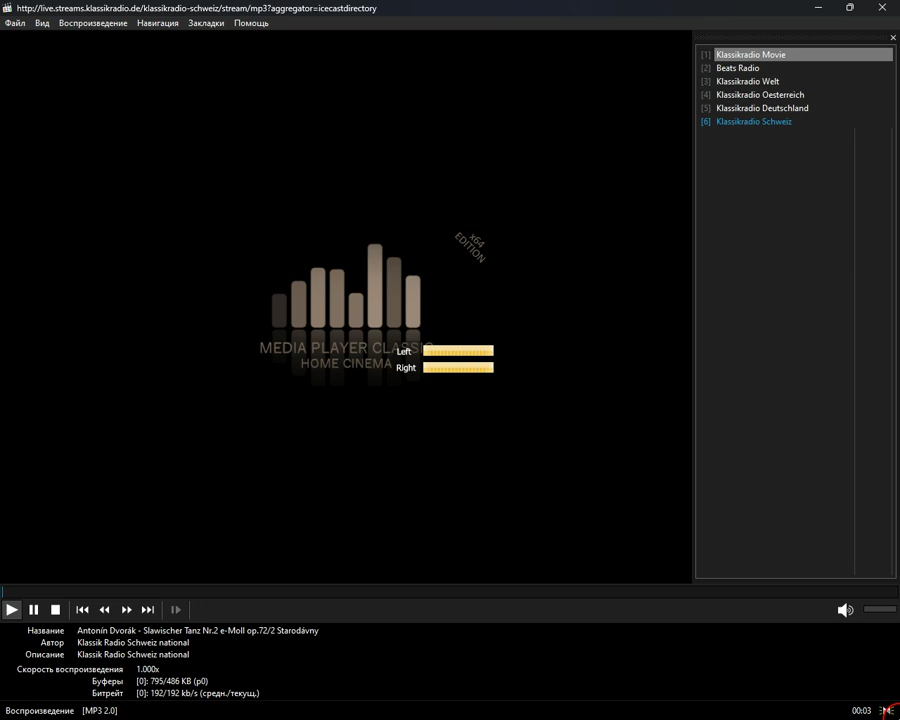 http://live.streams.klassikradio.de/klassikradio-schweiz/stream/mp3?aggregator=icecastdirectory
Файл Вид Воспроизведение Навигация Закладки Помощь
[1] Klassikradio Movie
[2] Beats Radio
[3] Klassikradio Welt
[4] Klassikradio Oesterreich
[5] Klassikradio Deutschland
[6] Klassikradio Schweiz
x64
EDITION
MEDIA PLAYER CLASSIC
HOME CINEMA
Left
Right
Название Antonín Dvorák - Slawischer Tanz Nr.2 e-Moll op.72/2 Starodávny
Автор Klassik Radio Schweiz national
Описание Klassik Radio Schweiz national
Скорость воспроизведения 1.000x
Буферы [0]: 795/486 KB (p0)
Битрейт [0]: 192/192 kb/s (средн./текущ.)
Воспроизведение [MP3 2.0] 00:03